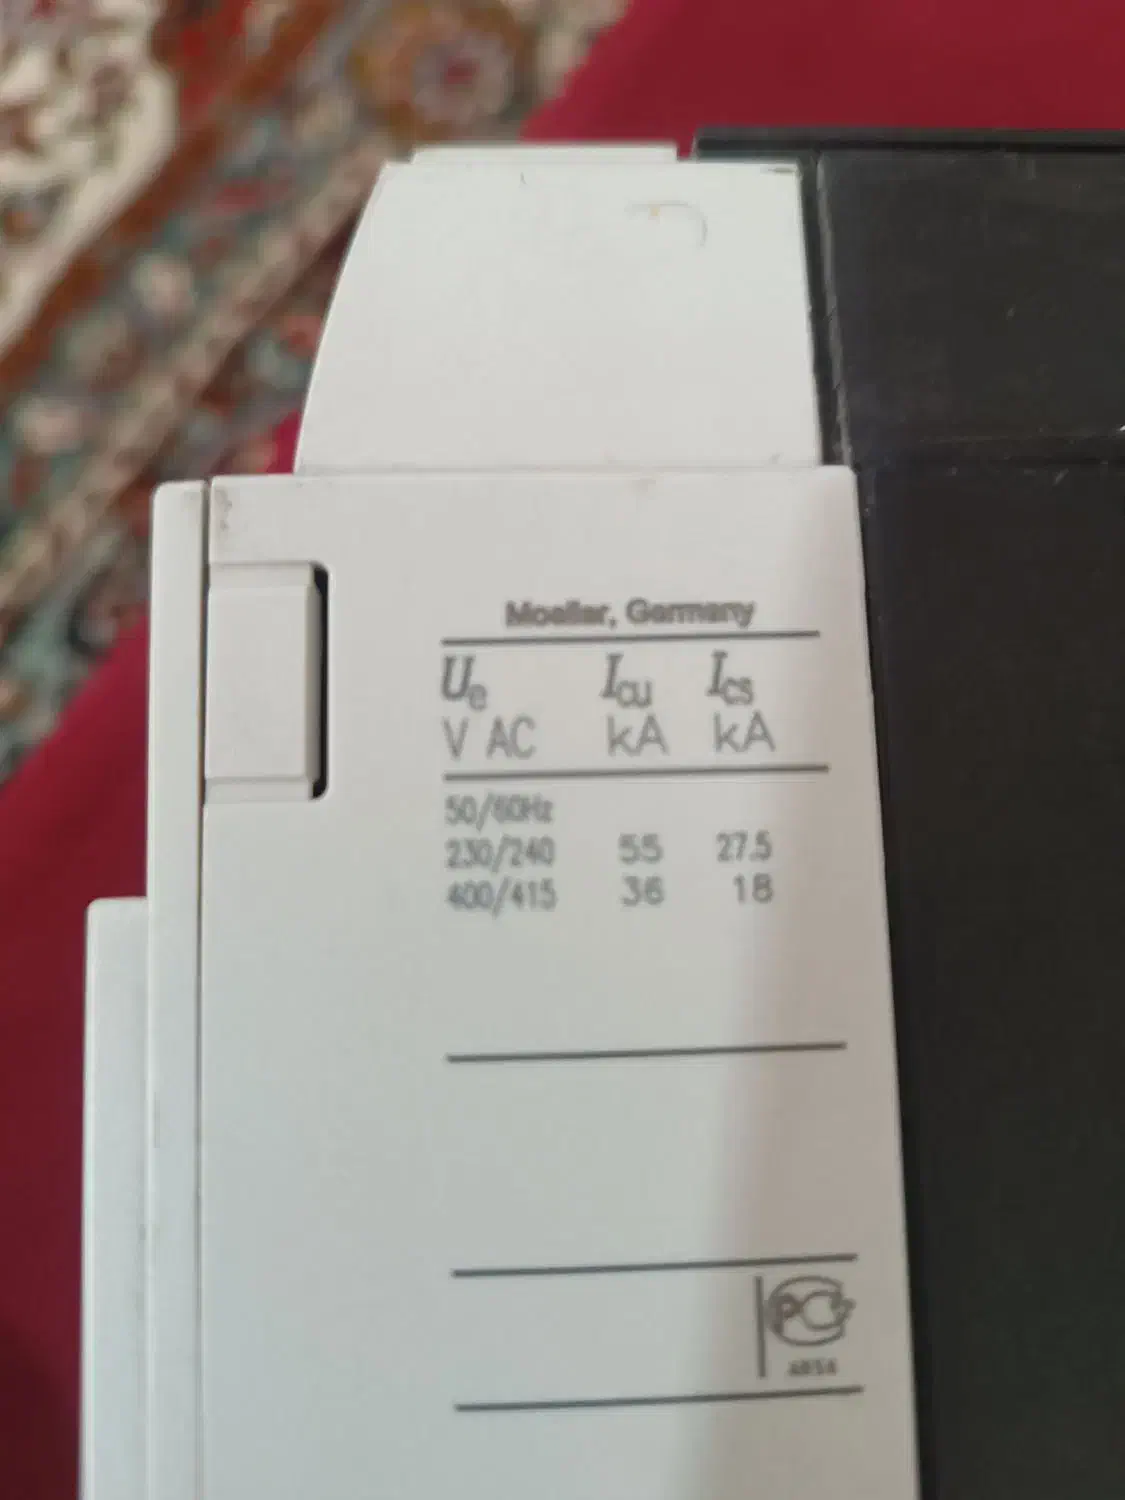 Moeller, Germany
Ue Icu Ics
V AC kA kA
50/60Hz
230/240 55 27.5
400/415 36 18
PC